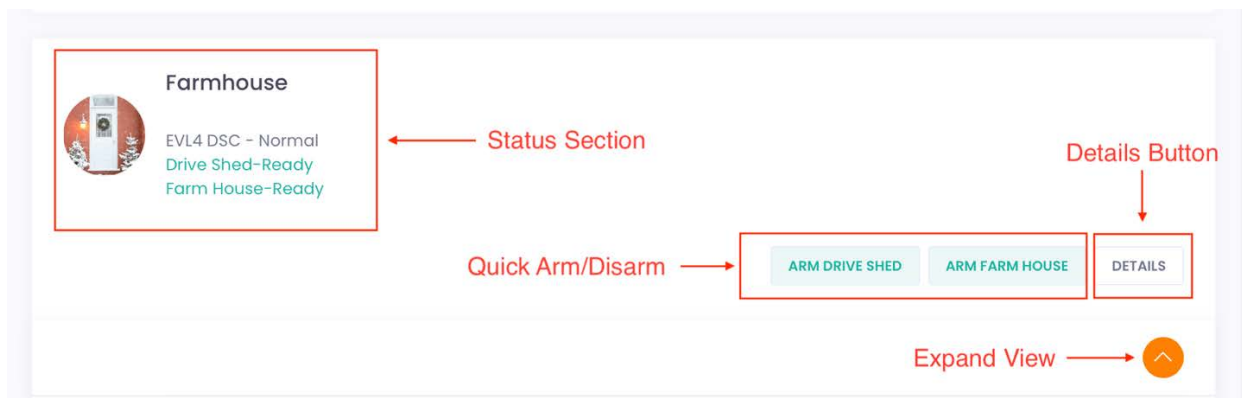 Farmhouse
EVL4 DSC - Normal
Drive Shed-Ready
Farm House-Ready
Status Section
Details Button
Quick Arm/Disarm
ARM DRIVE SHED
ARM FARM HOUSE
DETAILS
Expand View